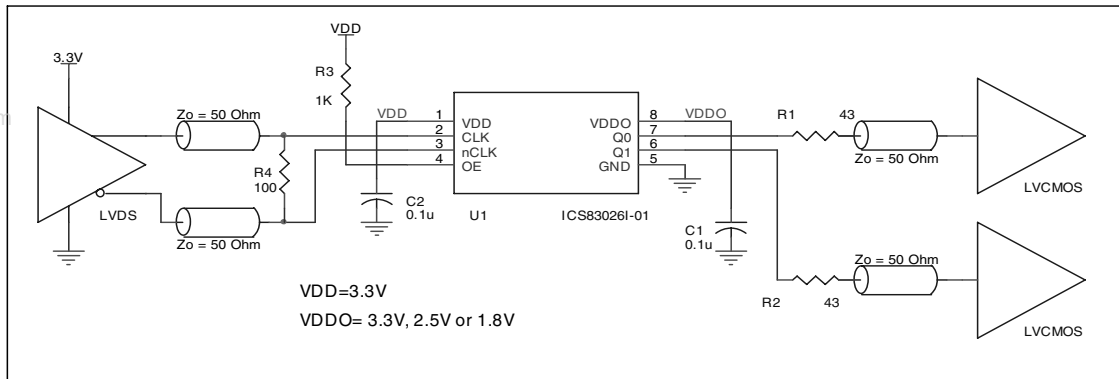 VDD
3.3V
R3
1K
Zo = 50 Ohm
R4
100
LVDS
Zo = 50 Ohm
VDD
1
2
3
4
VDD
CLK
nCLK
OE
VDDO
Q0
Q1
GND
8
7
6
5
VDDO
C2
0.1u
U1
ICS83026I-01
C1
0.1u
R1
43
Zo = 50 Ohm
LVCMOS
Zo = 50 Ohm
R2
43
LVCMOS
VDD=3.3V
VDDO= 3.3V, 2.5V or 1.8V